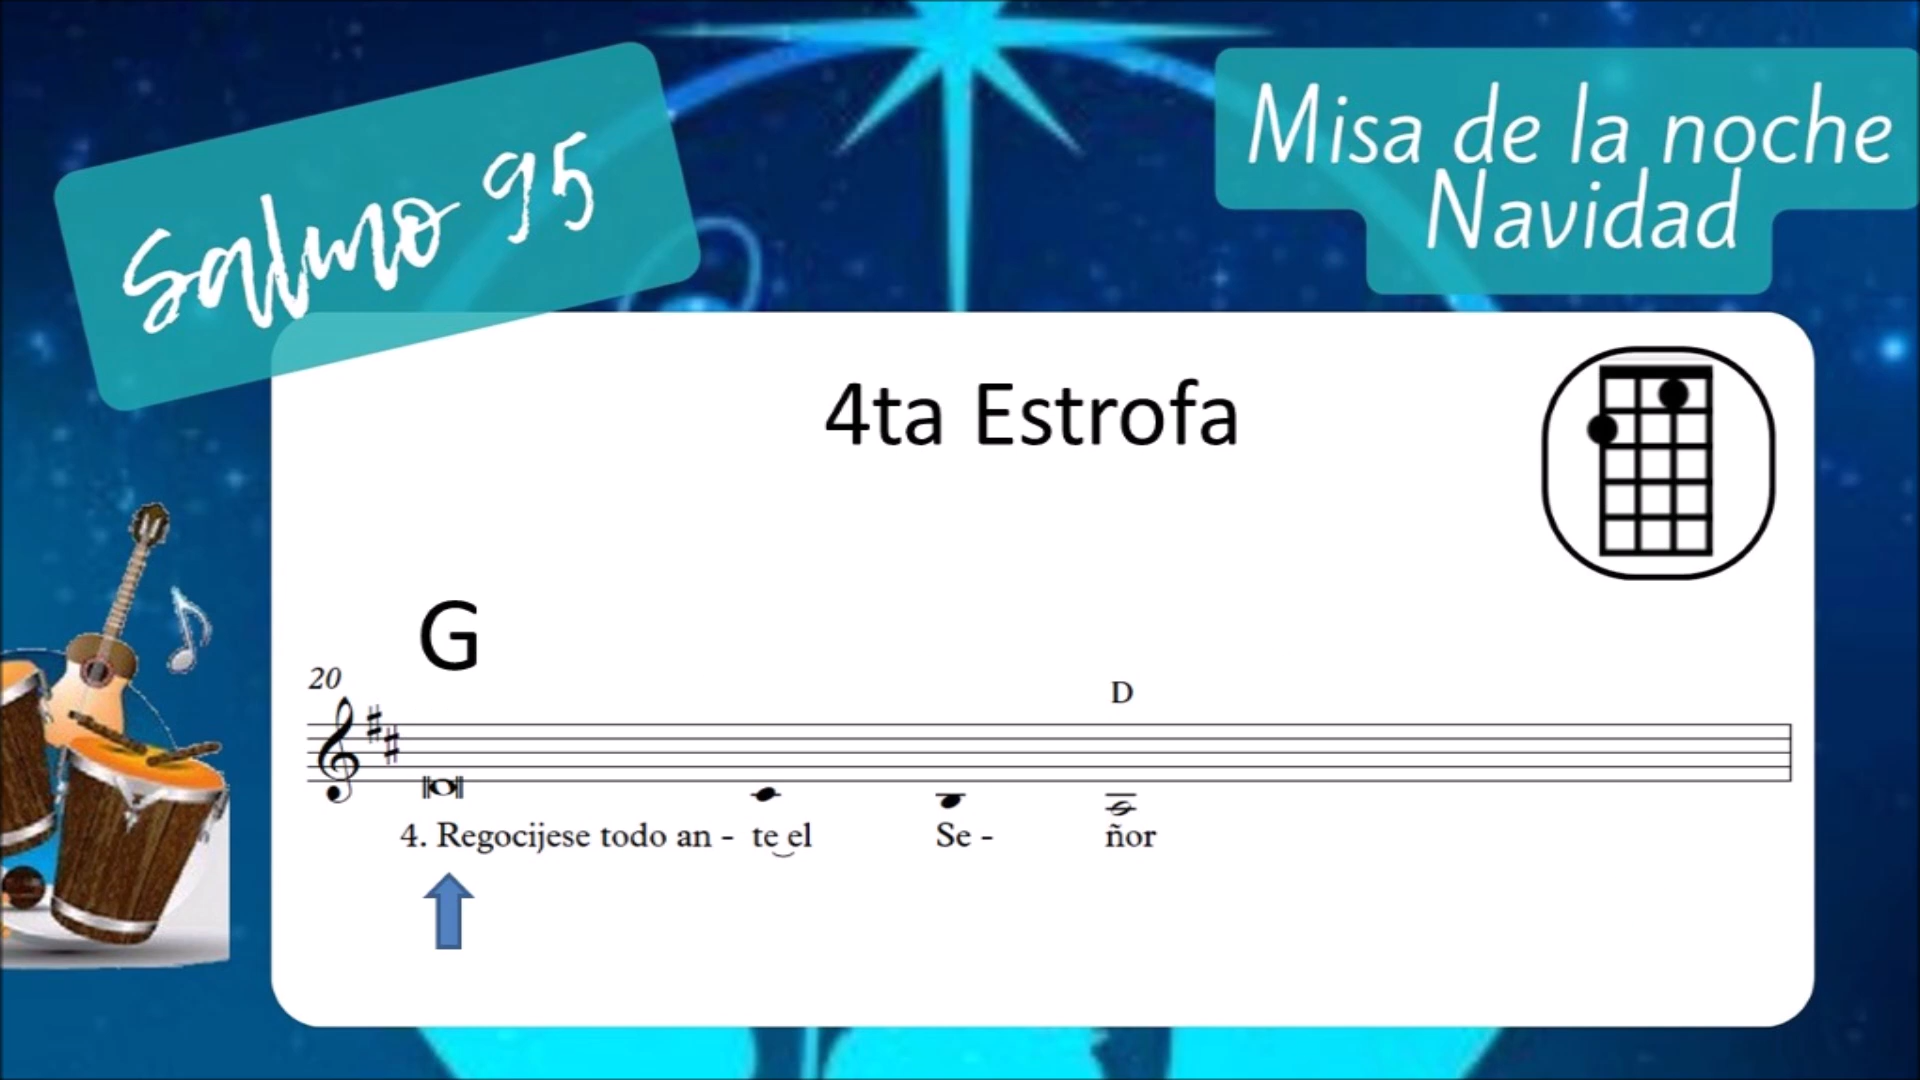 Salmo 95
Misa de la noche
Navidad
4ta Estrofa
G
20
D
4. Regocijese todo an - te el Se - ñor